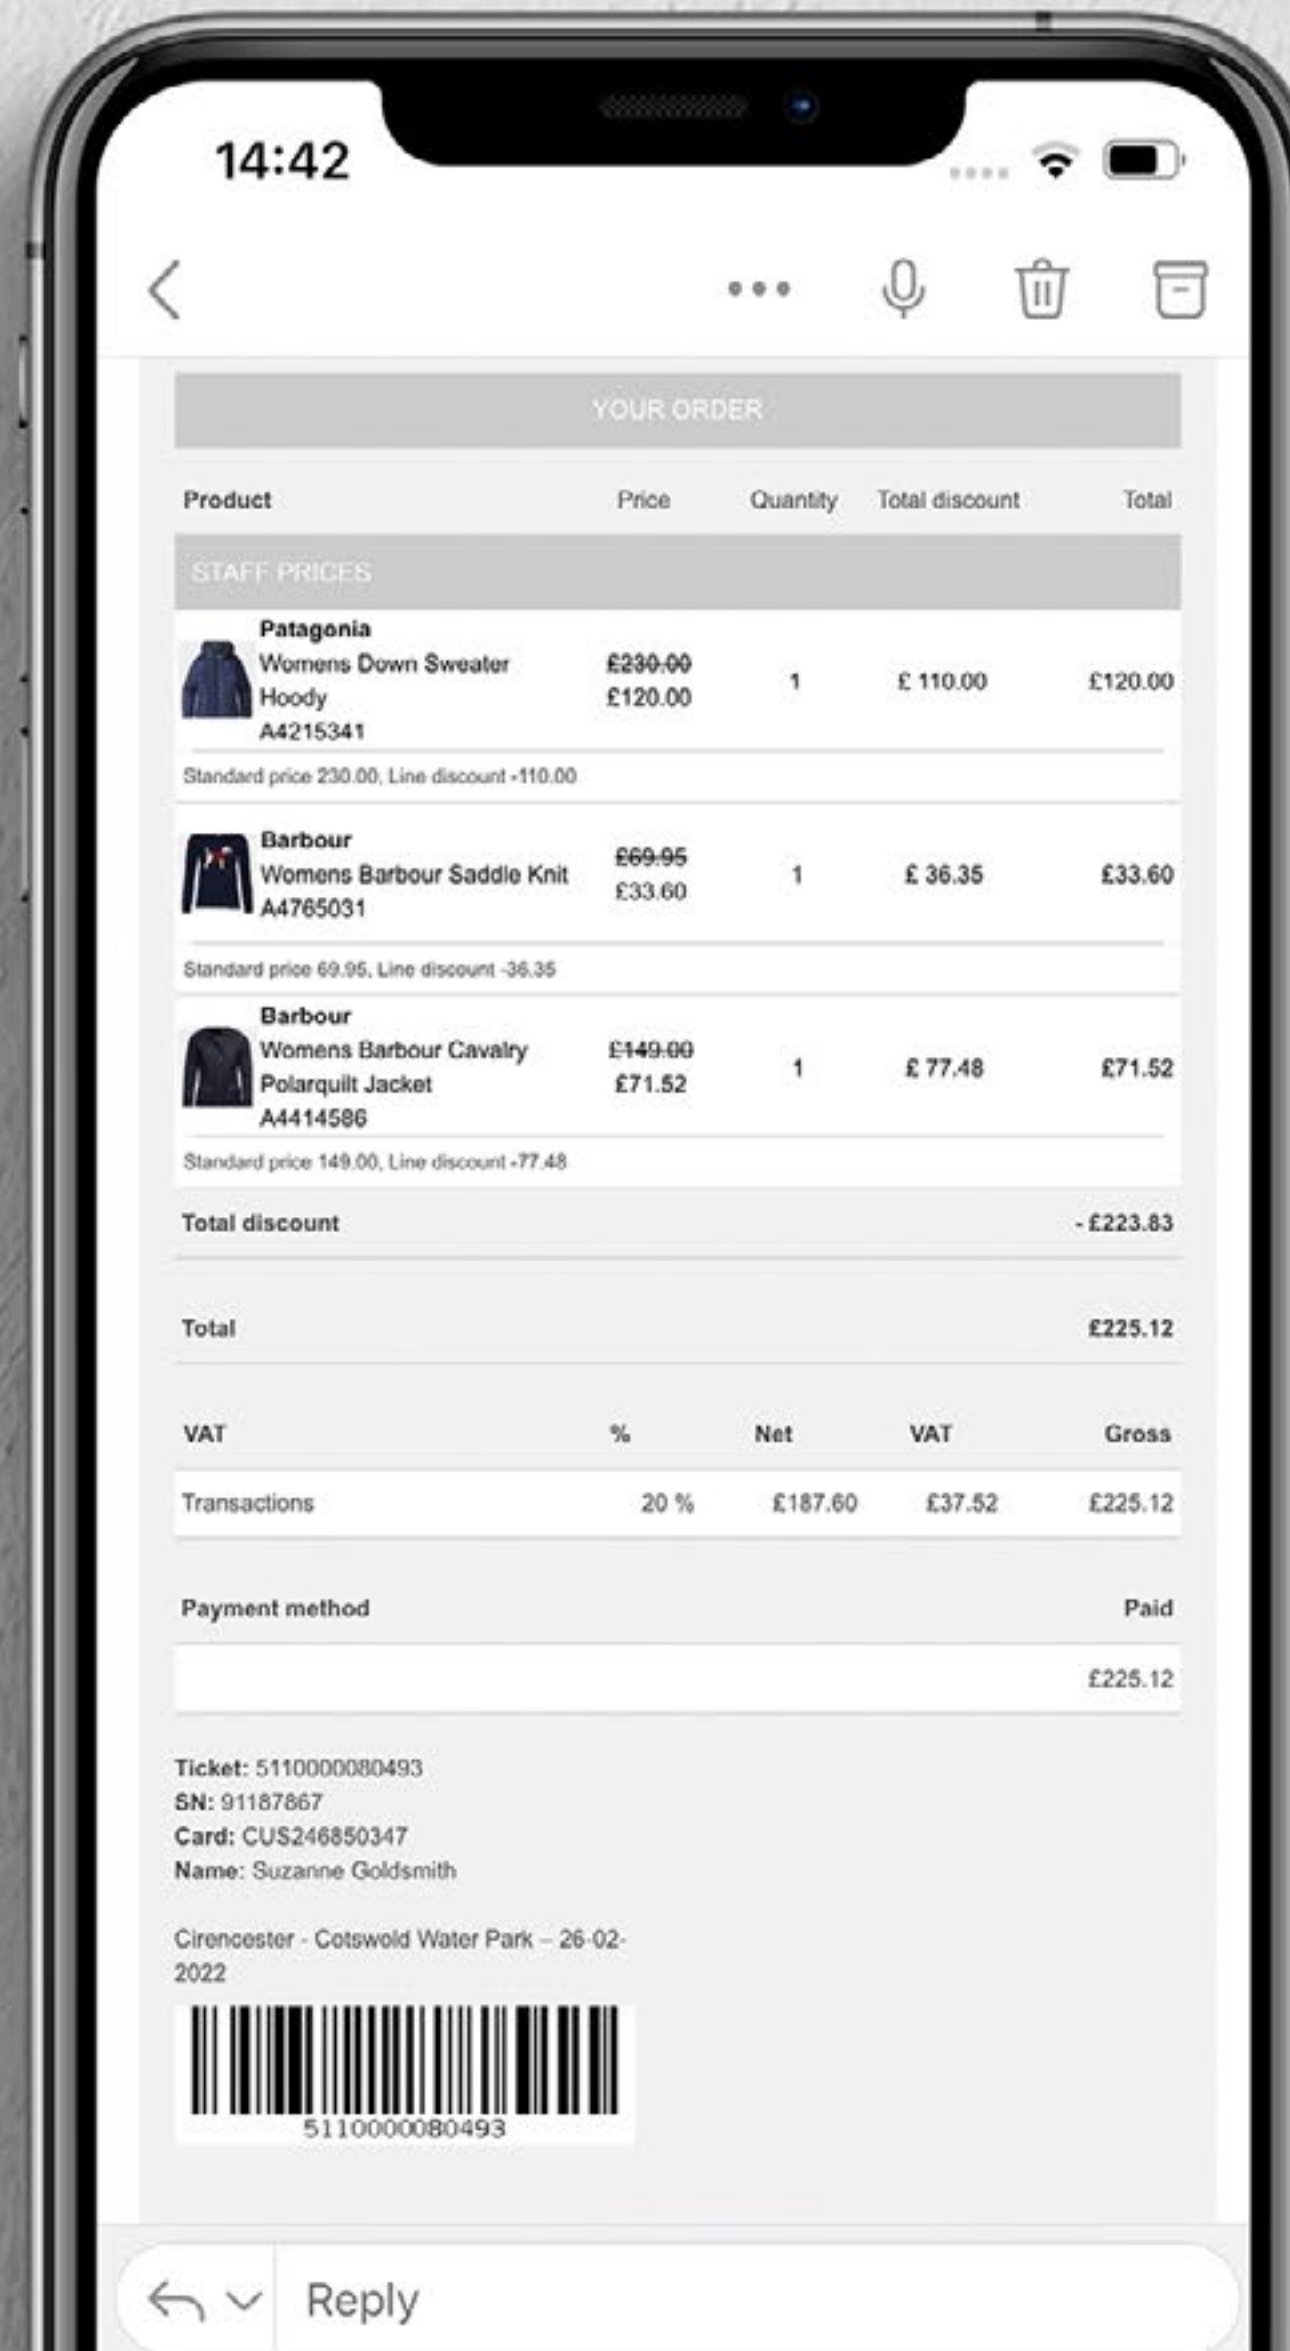 14:42
YOUR ORDER
Product Price Quantity Total discount Total
STAFF PRICES
Patagonia
Womens Down Sweater £230.00
Hoody £120.00 1 £ 110.00 £120.00
A4215341
Standard price 230.00, Line discount -110.00
Barbour
Womens Barbour Saddle Knit £69.95
A4765031 £33.60 1 £ 36.35 £33.60
Standard price 69.95, Line discount -36.35
Barbour
Womens Barbour Cavalry £149.00
Polarquilt Jacket £71.52 1 £ 77.48 £71.52
A4414586
Standard price 149.00, Line discount -77.48
Total discount - £223.83
Total £225.12
VAT % Net VAT Gross
Transactions 20 % £187.60 £37.52 £225.12
Payment method Paid
£225.12
Ticket: 5110000080493
SN: 91187867
Card: CUS246850347
Name: Suzanne Goldsmith
Cirencester - Cotswold Water Park – 26-02-
2022
5110000080493
Reply